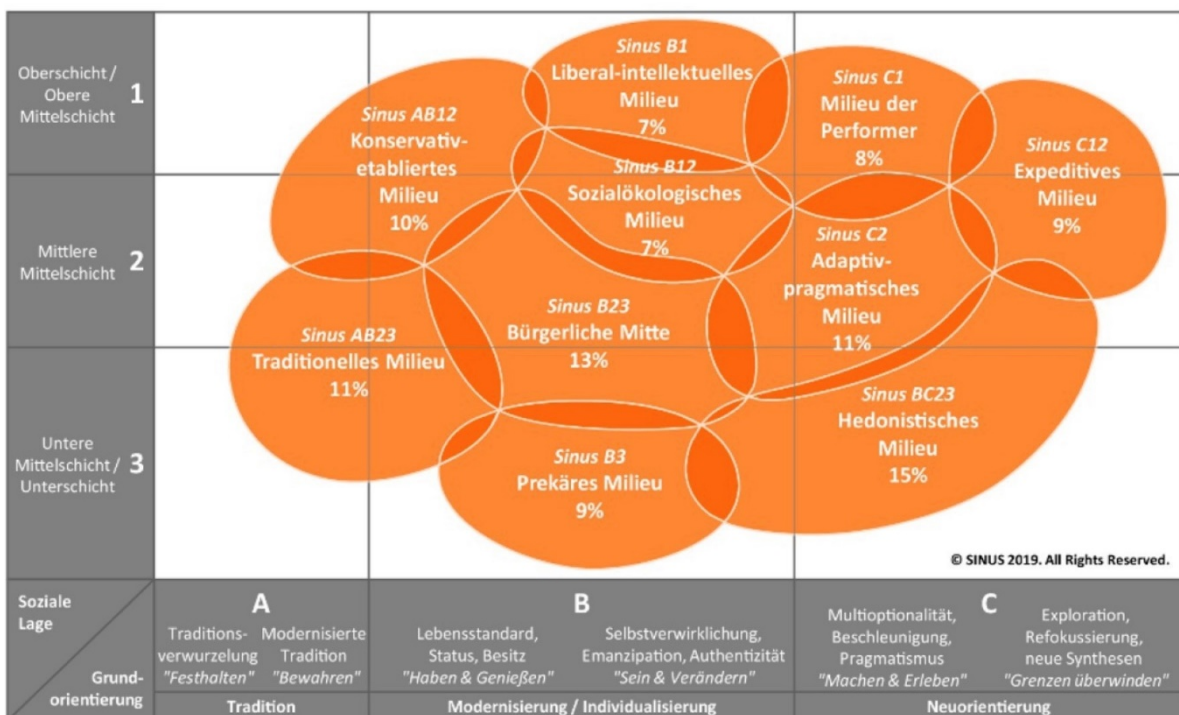 Oberschicht /
Obere
Mittelschicht
1
Mittlere
Mittelschicht
2
Untere
Mittelschicht /
Unterschicht
3
Sinus B1
Liberal-intellektuelles
Milieu
7%
Sinus C1
Milieu der
Performer
8%
Sinus AB12
Konservativ-
etabliertes
Milieu
10%
Sinus C12
Expeditives
Milieu
9%
Sinus B12
Sozialökologisches
Milieu
7%
Sinus C2
Adaptiv-
pragmatisches
Milieu
11%
Sinus B23
Bürgerliche Mitte
13%
Sinus AB23
Traditionelles Milieu
11%
Sinus BC23
Hedonistisches
Milieu
15%
Sinus B3
Prekäres Milieu
9%
© SINUS 2019. All Rights Reserved.
Soziale
Lage
Grund-
orientierung
A
Traditions-
verwurzelung
"Festhalten"
Modernisierte
Tradition
"Bewahren"
Tradition
B
Lebensstandard,
Status, Besitz
"Haben & Genießen"
Selbstverwirklichung,
Emanzipation, Authentizität
"Sein & Verändern"
Modernisierung / Individualisierung
C
Multioptionalität,
Beschleunigung,
Pragmatismus
"Machen & Erleben"
Exploration,
Refokussierung,
neue Synthesen
"Grenzen überwinden"
Neuorientierung